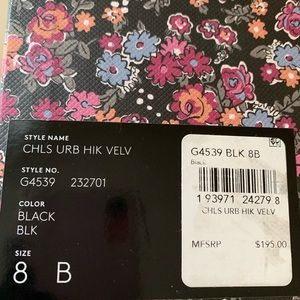 STYLE NAME
CHLS URB HIK VELV
STYLE NO.
G4539 232701
COLOR
BLACK
BLK
SIZE
8 B
G4539 BLK 8B
Black
1 93971 24279 8
CHLS URB HIK VELV
MFSRP $195.00